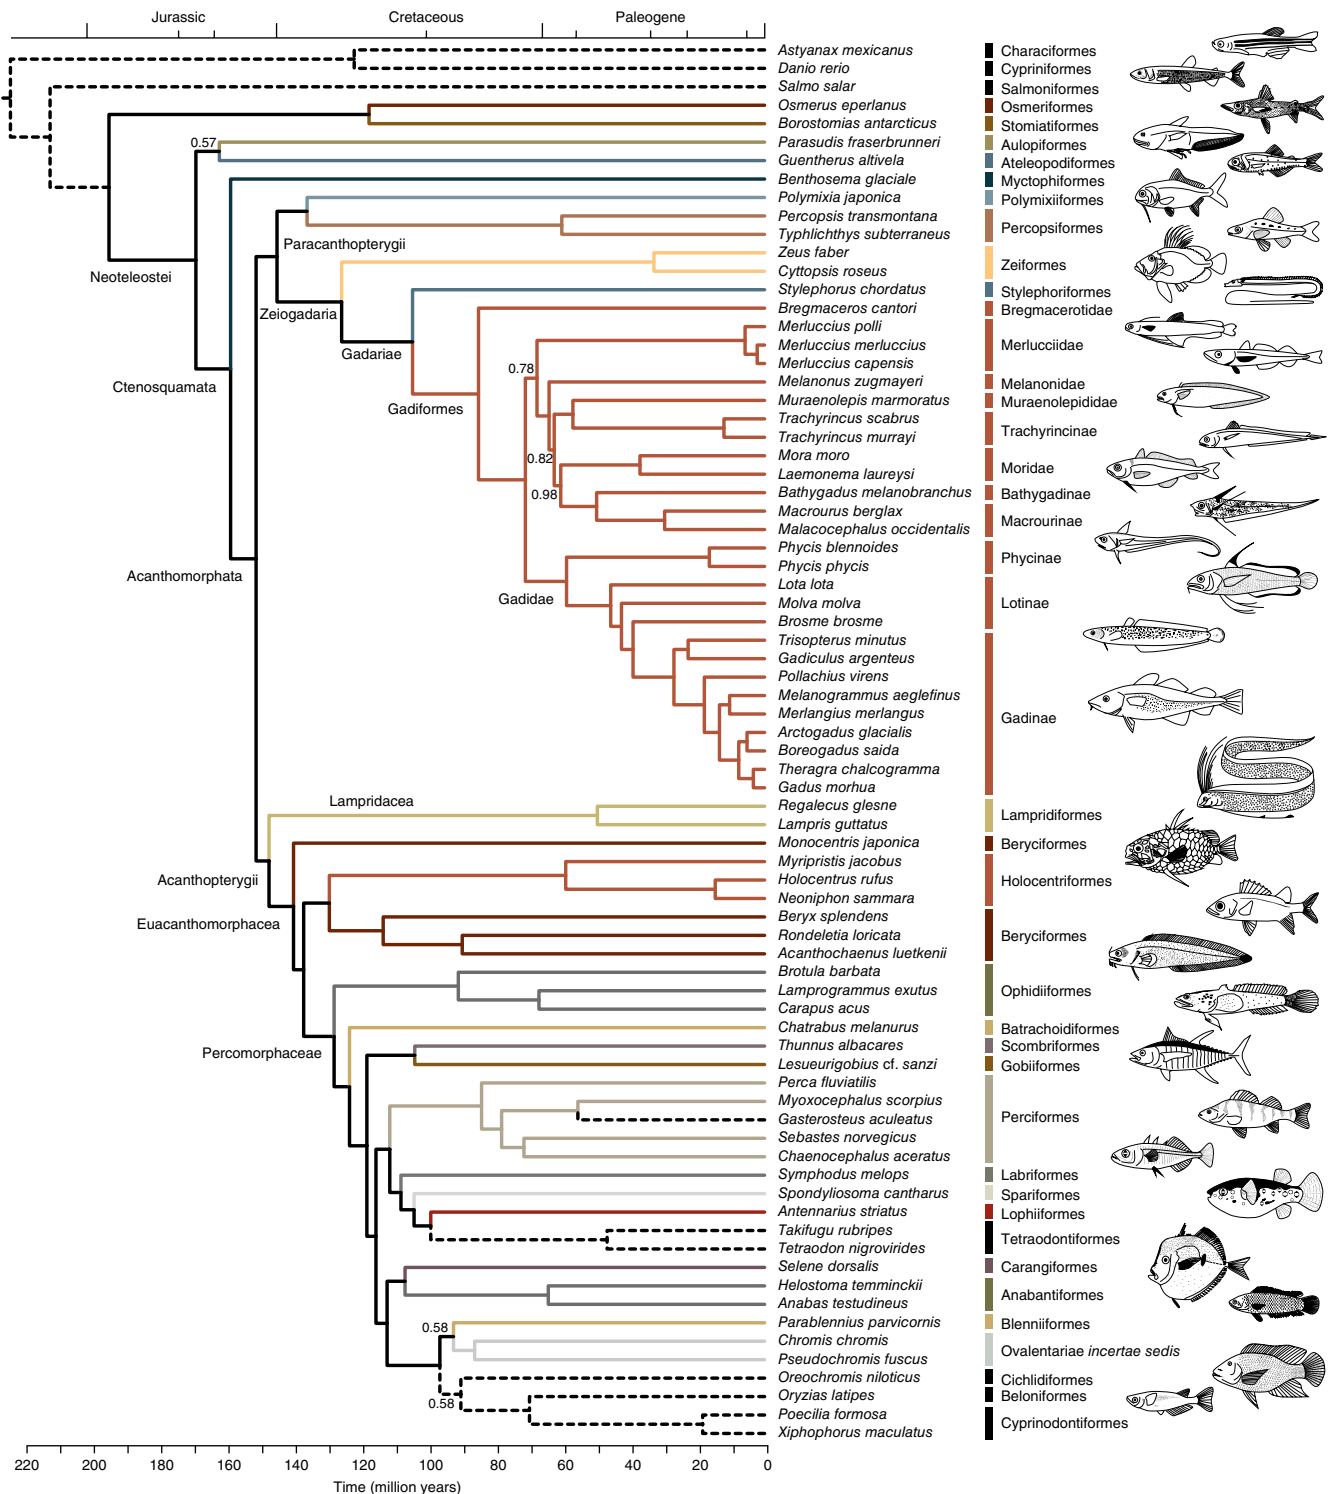 Jurassic Cretaceous Paleogene
Astyanax mexicanus Characiformes
Danio rerio Cypriniformes
Salmo salar Salmoniformes
Osmerus eperlanus Osmeriformes
Borostomias antarcticus Stomiatiformes
0.57 Parasudis fraserbrunneri Aulopiformes
Guentherus altivela Ateleopodiformes
Benthosema glaciale Myctophiformes
Polymixia japonica Polymixiiformes
Percopsis transmontana
Percopsiformes
Typhlichthys subterraneus
Paracanthopterygii
Zeus faber
Zeiformes
Neoteleostei
Cyttopsis roseus
Stylephorus chordatus Stylephoriformes
Zeiogadaria
Bregmaceros cantori Bregmacerotidae
Merluccius polli
Merluccius merluccius Merlucciidae
Gadariae
Merluccius capensis
0.78
Melanonus zugmayeri Melanonidae
Ctenosquamata
Muraenolepis marmoratus Muraenolepididae
Gadiformes
Trachyrincus scabrus
Trachyrincinae
Trachyrincus murrayi
Mora moro
0.82
Moridae
Laemonema laureysi
Bathygadus melanobranchus Bathygadinae
0.98
Macrourus berglax
Macrourinae
Malacocephalus occidentalis
Phycis blennoides
Phycinae
Phycis phycis
Acanthomorphata
Lota lota
Gadidae
Molva molva Lotinae
Brosme brosme
Trisopterus minutus
Gadiculus argenteus
Pollachius virens
Melanogrammus aeglefinus
Merlangius merlangus
Gadinae
Arctogadus glacialis
Boreogadus saida
Theragra chalcogramma
Gadus morhua
Lampridacea
Regalecus glesne
Lampridiformes
Lampris guttatus
Monocentris japonica Beryciformes
Myripristis jacobus
Acanthopterygii
Holocentrus rufus Holocentriformes
Neoniphon sammara
Beryx splendens
Euacanthomorphacea
Rondeletia loricata Beryciformes
Acanthochaenus luetkenii
Brotula barbata
Lamprogrammus exutus Ophidiiformes
Carapus acus
Chatrabus melanurus Batrachoidiformes
Thunnus albacares Scombriformes
Percomorphaceae
Lesueurigobius cf. sanzi Gobiiformes
Perca fluviatilis
Myoxocephalus scorpius
Gasterosteus aculeatus Perciformes
Sebastes norvegicus
Chaenocephalus aceratus
Symphodus melops Labriformes
Spondyliosoma cantharus Spariformes
Antennarius striatus Lophiiformes
Takifugu rubripes
Tetraodontiformes
Tetraodon nigrovirides
Selene dorsalis Carangiformes
Helostoma temminckii
Anabantiformes
Anabas testudineus
Parablennius parvicornis Blenniiformes
0.58
Chromis chromis
Ovalentariae incertae sedis
Pseudochromis fuscus
Oreochromis niloticus Cichlidiformes
Oryzias latipes Beloniformes
0.58
Poecilia formosa
Cyprinodontiformes
Xiphophorus maculatus
220 200 180 160 140 120 100 80 60 40 20 0
Time (million years)